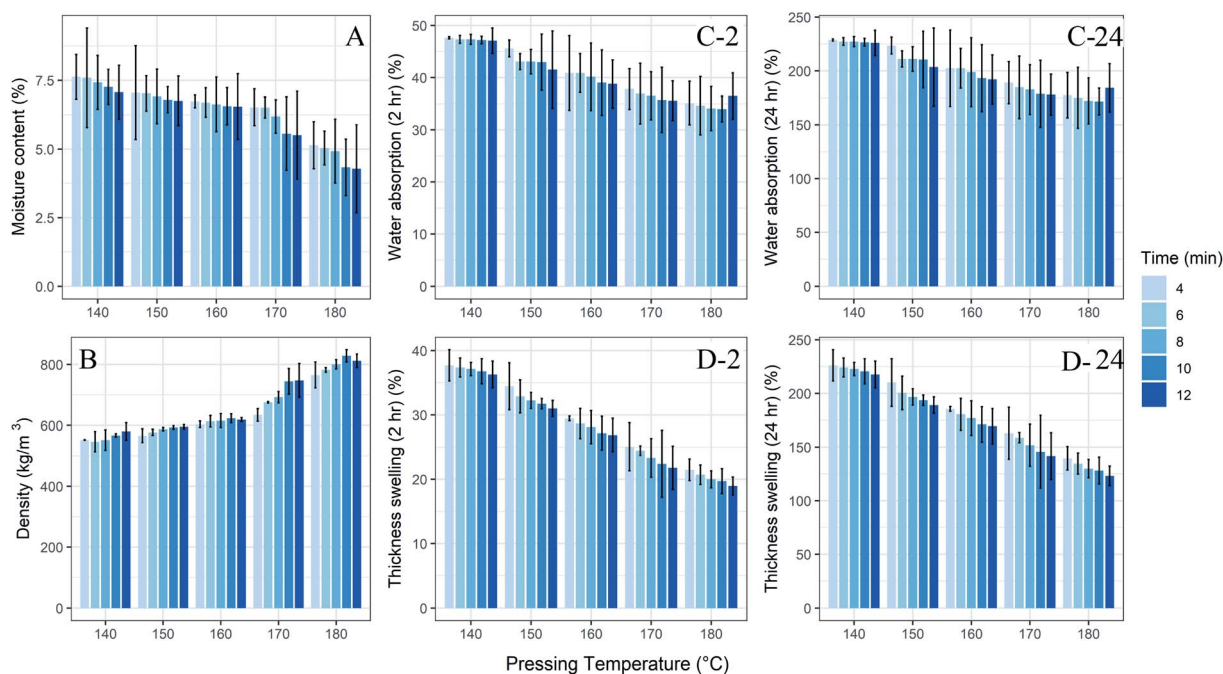 A
Moisture content (%)
7.5
5.0
2.5
0.0
140 150 160 170 180
C-2
Water absorption (2 hr) (%)
50
40
30
20
10
0
140 150 160 170 180
C-24
Water absorption (24 hr) (%)
250
200
150
100
50
0
140 150 160 170 180
B
Density (kg/m³)
800
600
400
200
0
140 150 160 170 180
D-2
Thickness swelling (2 hr) (%)
40
30
20
10
0
140 150 160 170 180
D-24
Thickness swelling (24 hr) (%)
250
200
150
100
50
0
140 150 160 170 180
Time (min)
4
6
8
10
12
Pressing Temperature (°C)